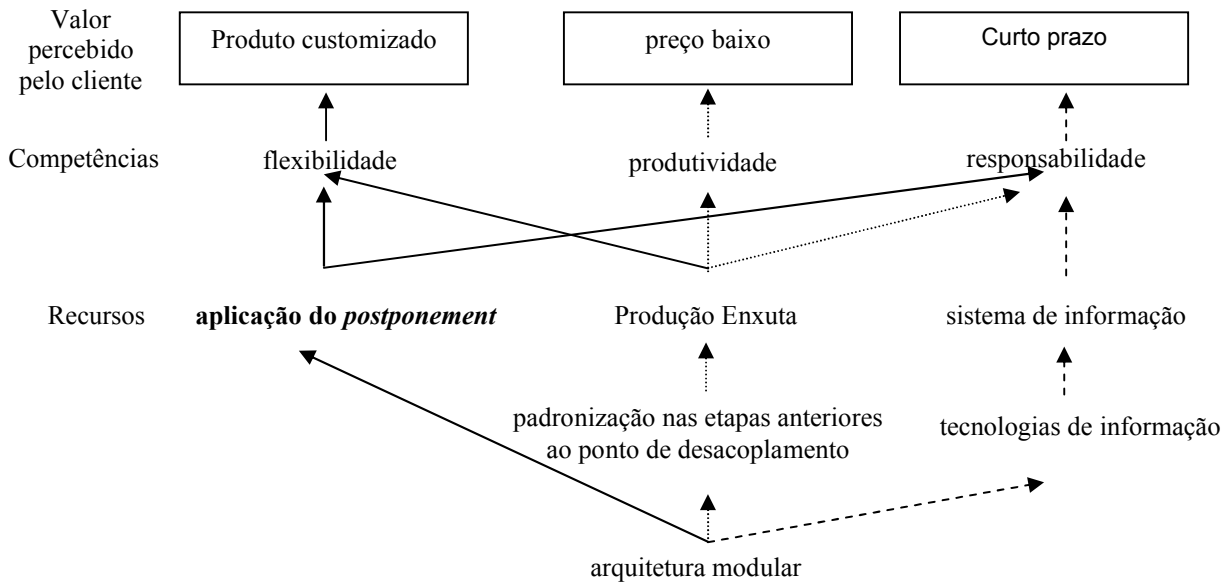 Valor
percebido
pelo cliente
Produto customizado
preço baixo
Curto prazo
Competências
flexibilidade
produtividade
responsabilidade
Recursos
aplicação do postponement
Produção Enxuta
sistema de informação
padronização nas etapas anteriores
ao ponto de desacoplamento
tecnologias de informação
arquitetura modular